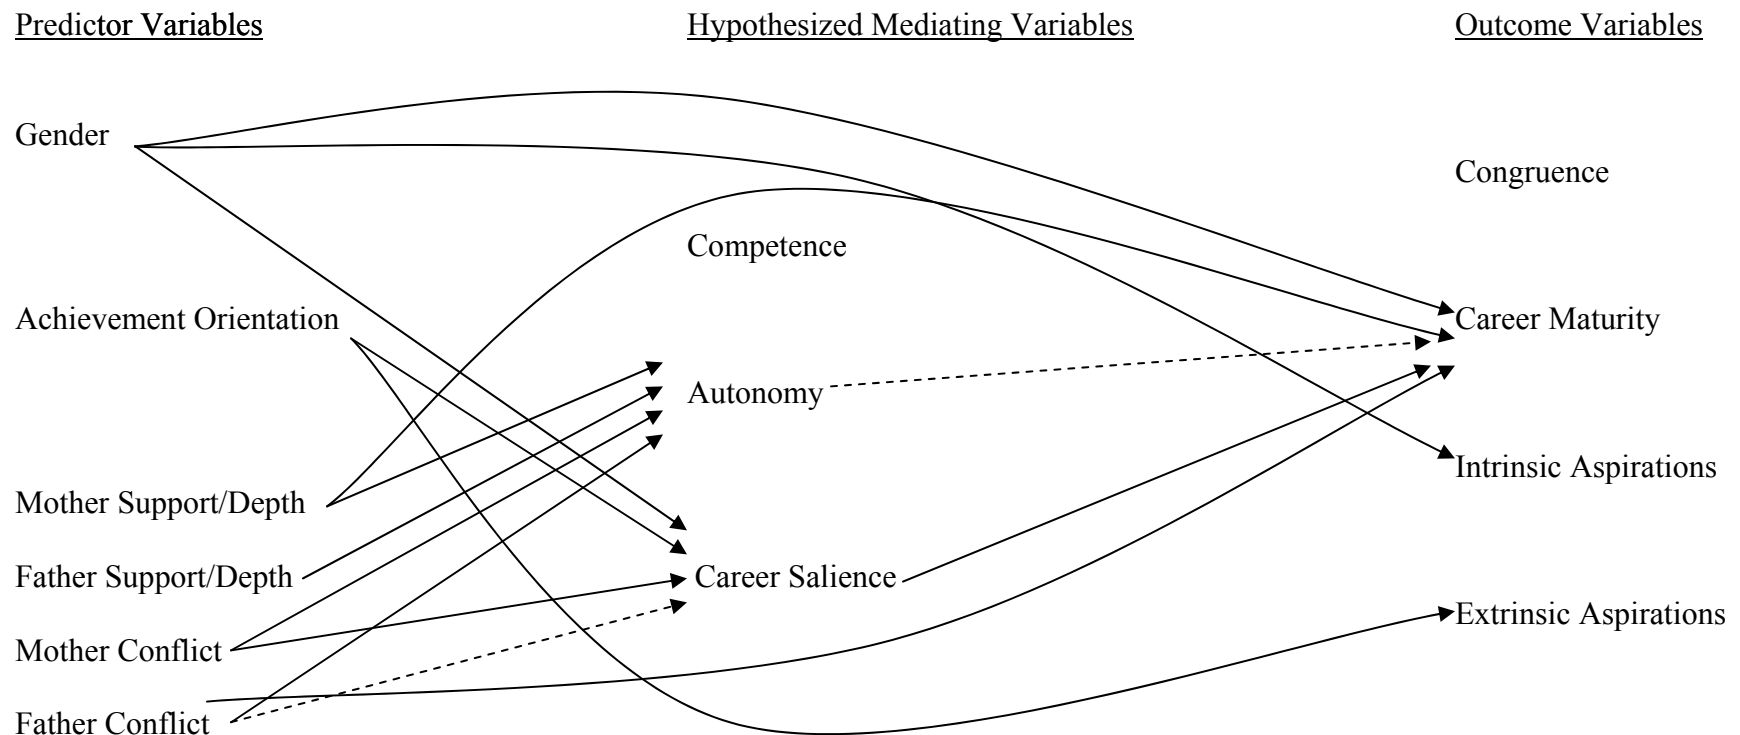 Predictor Variables
Hypothesized Mediating Variables
Outcome Variables
Gender
Achievement Orientation
Mother Support/Depth
Father Support/Depth
Mother Conflict
Father Conflict
Competence
Autonomy
Career Salience
Congruence
Career Maturity
Intrinsic Aspirations
Extrinsic Aspirations